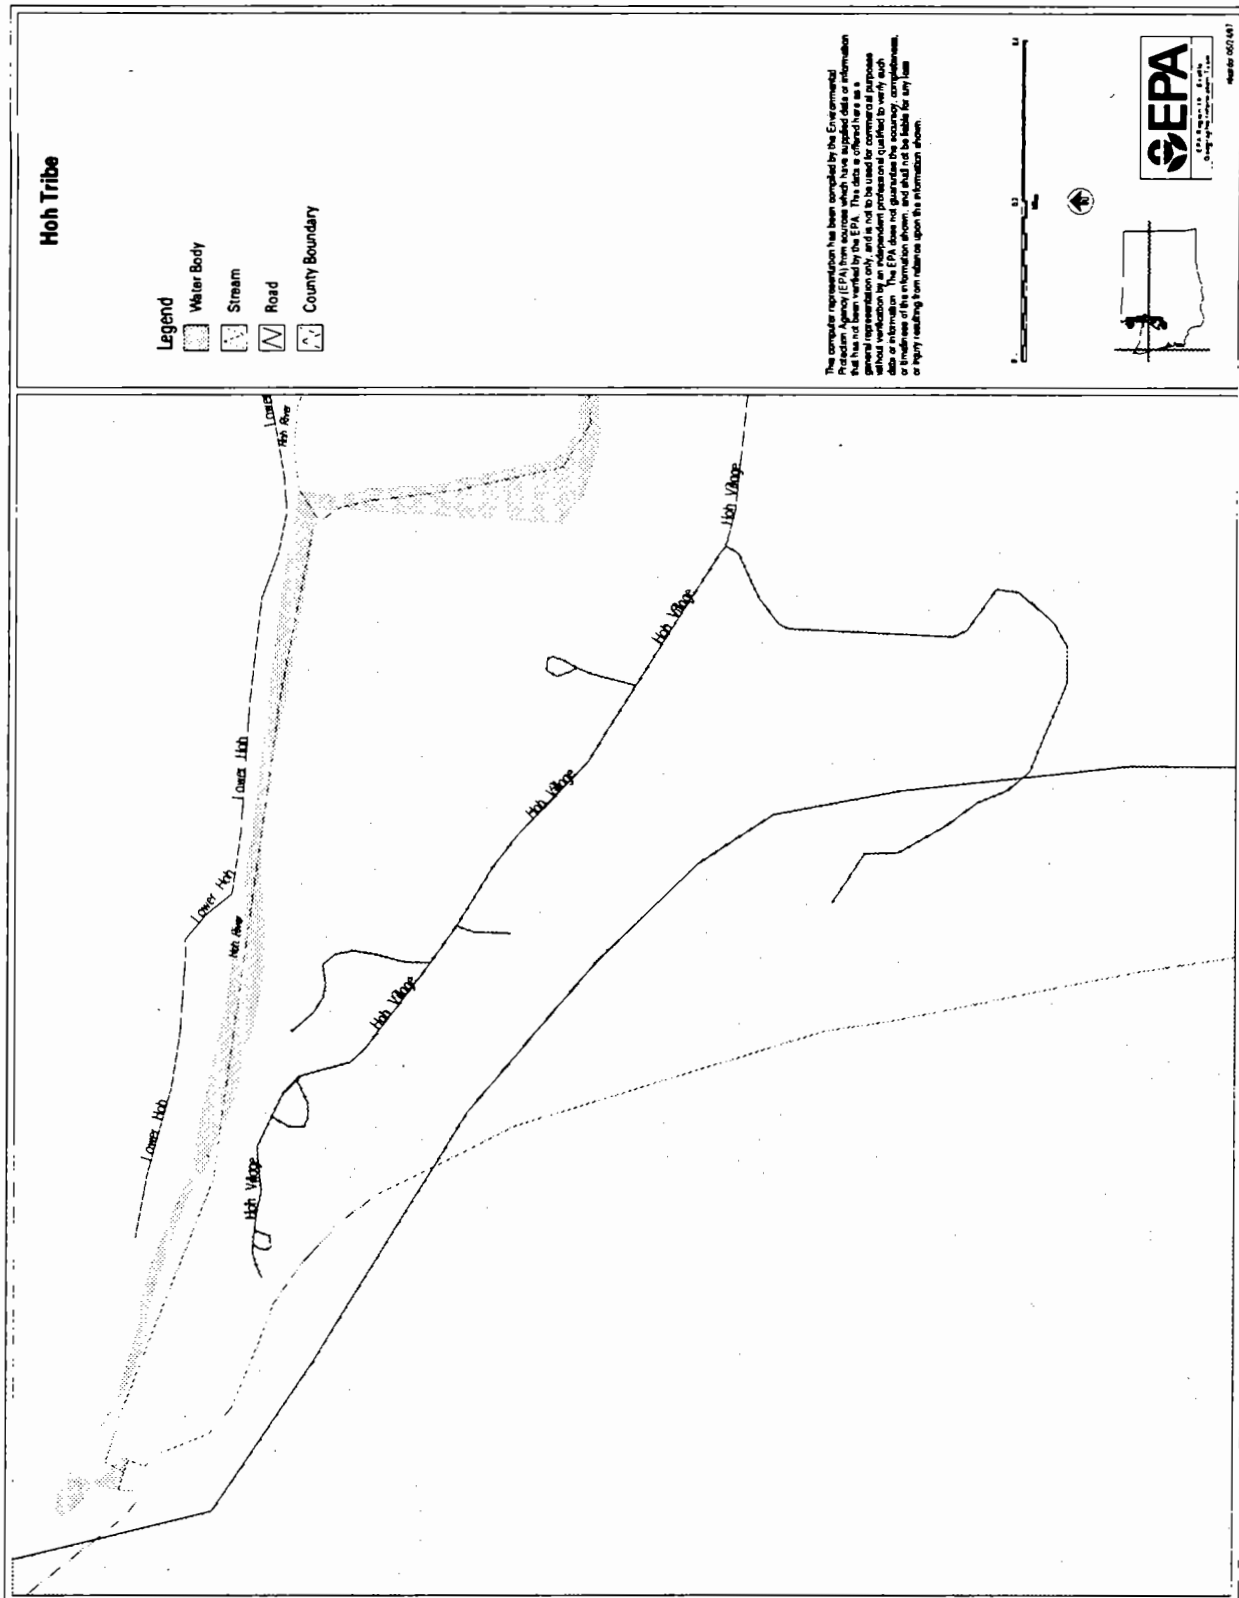 Hoh Tribe
Legend
Water Body
Stream
Road
County Boundary
This computer representation has been compiled by the Environmental
Protection Agency (EPA) from sources which have supplied data or information
that has not been verified by the EPA. This data is offered here as a
general representation only, and is not to be used for commercial purposes
without verification by an independent professional qualified to verify such
data or information. The EPA does not guarantee the accuracy, completeness,
or timeliness of the information shown, and shall not be liable for any loss
or injury resulting from reliance upon the information shown.
0
Miles
N
EPA
EPA Region 10 Seattle
Lower
Hoh River
Lower Hoh
Lower Hoh
Hoh River
Lower Hoh
Hoh Village
Hoh Village
Hoh Village
Hoh Village
Hoh Village